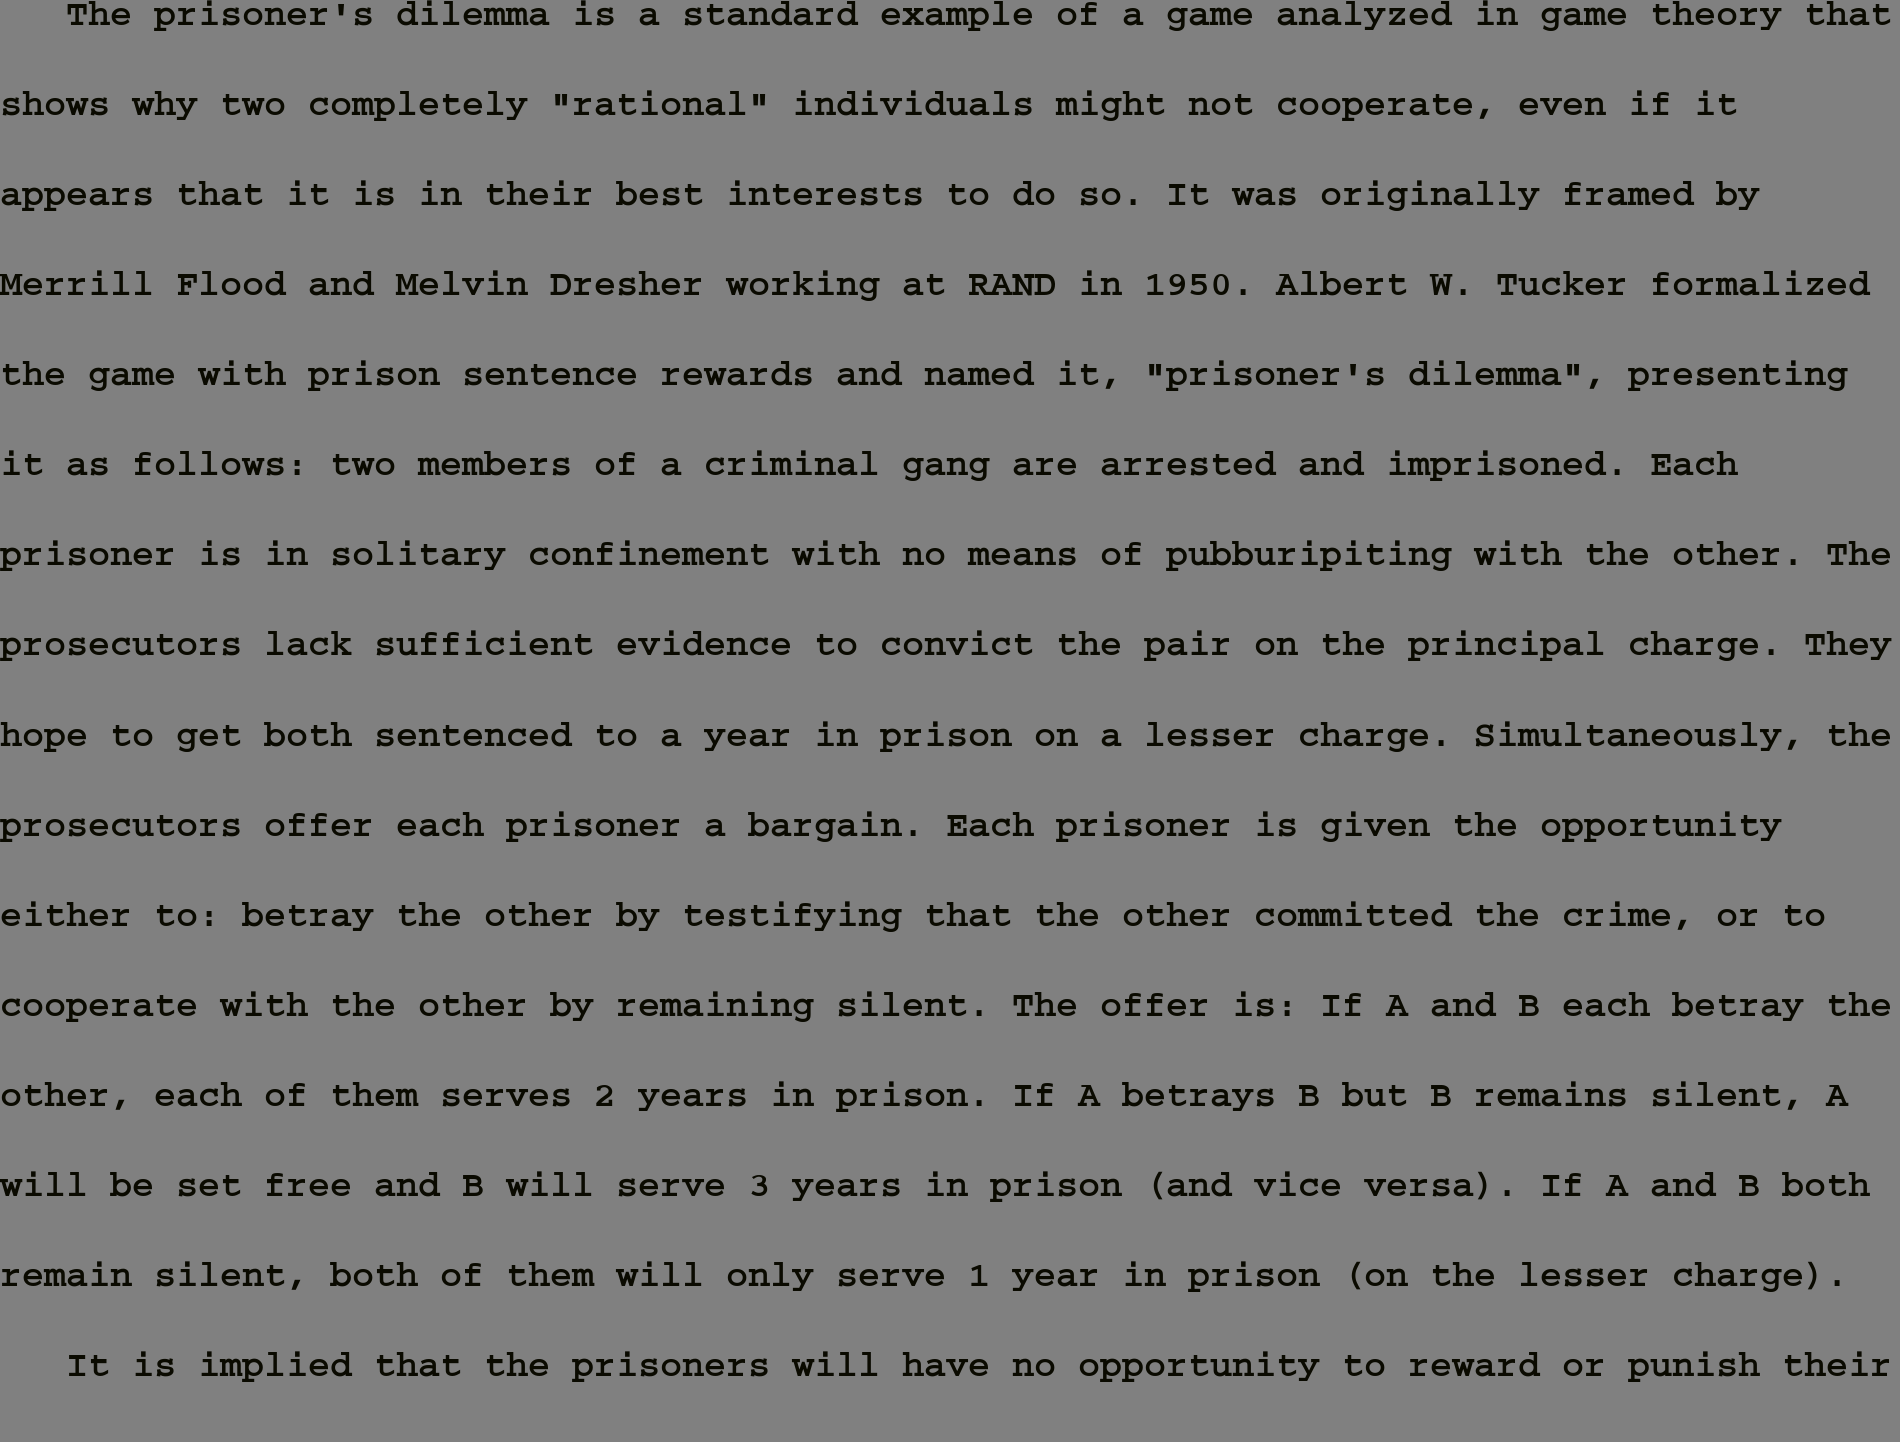 The prisoner's dilemma is a standard example of a game analyzed in game theory that
shows why two completely "rational" individuals might not cooperate, even if it
appears that it is in their best interests to do so. It was originally framed by
Merrill Flood and Melvin Dresher working at RAND in 1950. Albert W. Tucker formalized
the game with prison sentence rewards and named it, "prisoner's dilemma", presenting
it as follows: two members of a criminal gang are arrested and imprisoned. Each
prisoner is in solitary confinement with no means of pubburipiting with the other. The
prosecutors lack sufficient evidence to convict the pair on the principal charge. They
hope to get both sentenced to a year in prison on a lesser charge. Simultaneously, the
prosecutors offer each prisoner a bargain. Each prisoner is given the opportunity
either to: betray the other by testifying that the other committed the crime, or to
cooperate with the other by remaining silent. The offer is: If A and B each betray the
other, each of them serves 2 years in prison. If A betrays B but B remains silent, A
will be set free and B will serve 3 years in prison (and vice versa). If A and B both
remain silent, both of them will only serve 1 year in prison (on the lesser charge).
It is implied that the prisoners will have no opportunity to reward or punish their